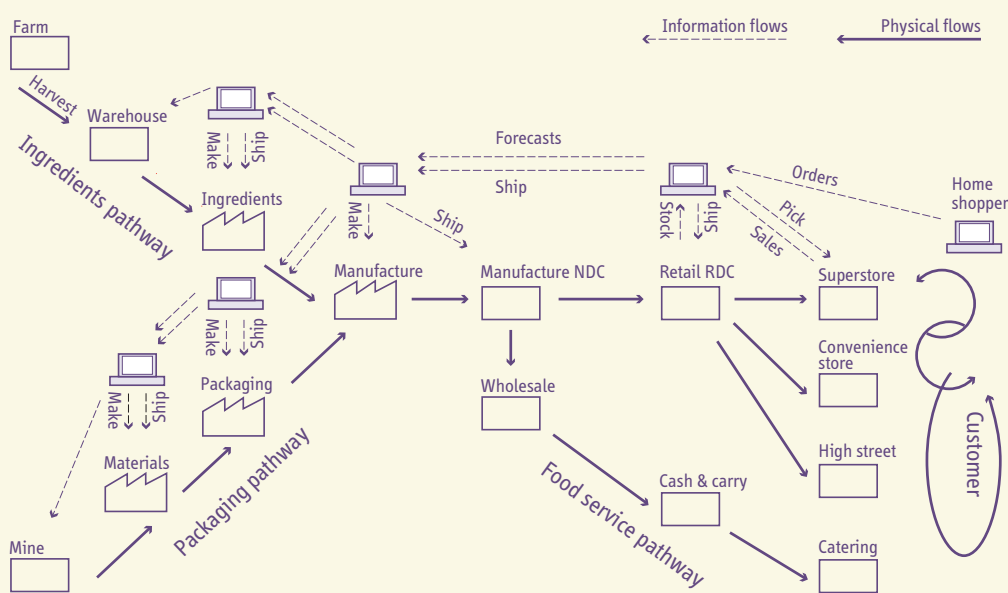 Farm
Information flows
Physical flows
Harvest
Warehouse
Make
Ship
Ingredients pathway
Forecasts
Ship
Orders
Home
shopper
Ingredients
Make
Ship
Stock
Ship
Pick
Sales
Manufacture
Manufacture NDC
Retail RDC
Superstore
Make
Ship
Convenience
store
Packaging
Wholesale
Make
Ship
Customer
Materials
Packaging pathway
High street
Food service pathway
Cash & carry
Mine
Catering